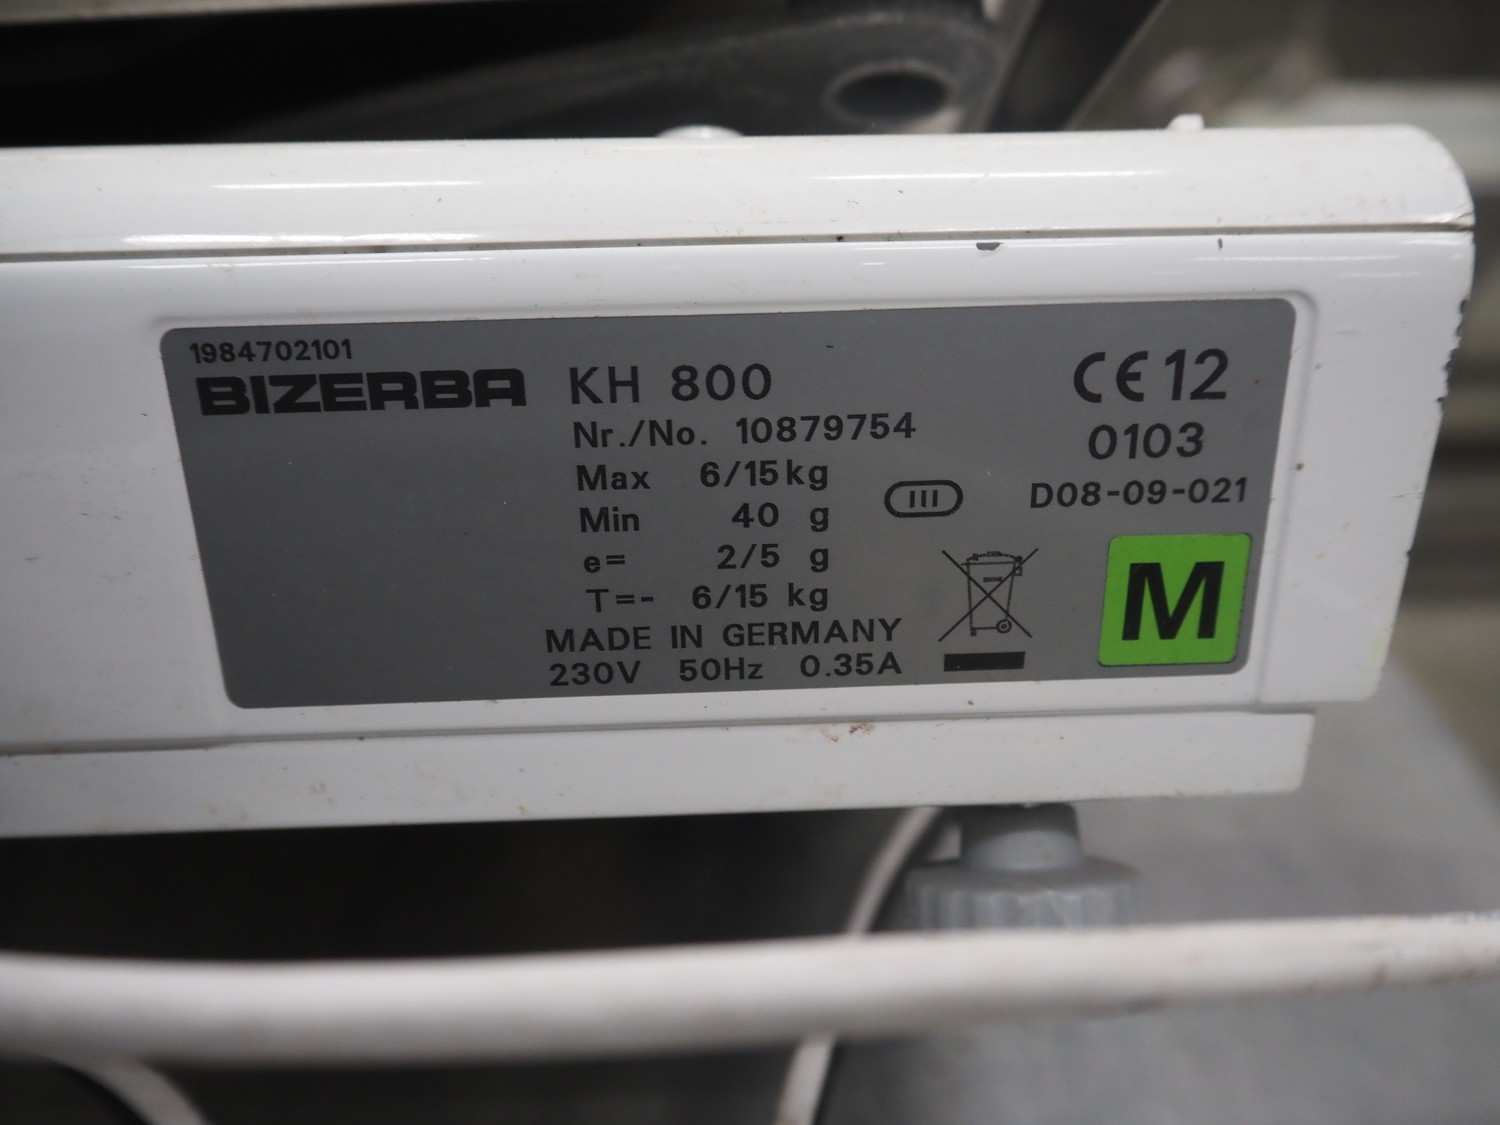 1984702101
BIZERBA KH 800
Nr./No. 10879754
Max 6/15kg
Min 40 g
e= 2/5 g
T=- 6/15 kg
MADE IN GERMANY
230V 50Hz 0.35A
III
CE 12
0103
D08-09-021
M